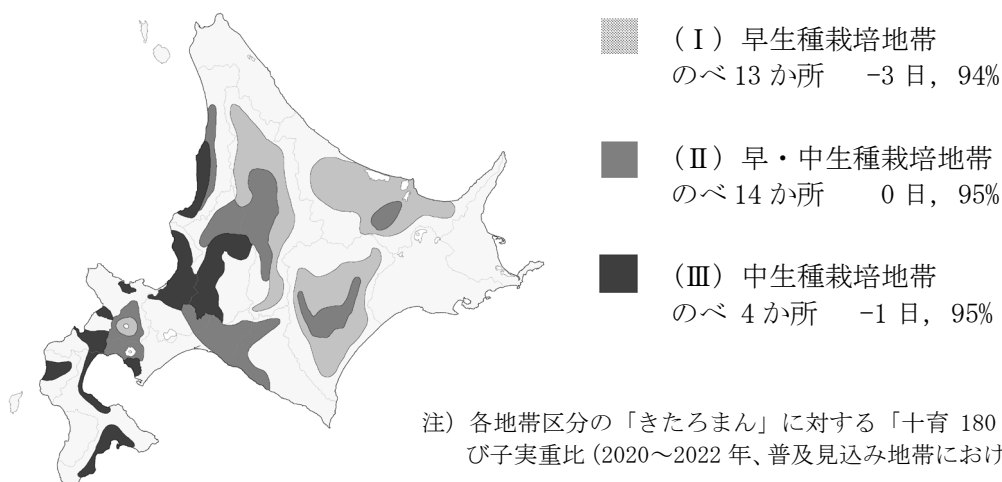 (Ⅰ) 早生種栽培地帯
のべ 13 か所 -3 日, 94%
(Ⅱ) 早・中生種栽培地帯
のべ 14 か所 0 日, 95%
(Ⅲ) 中生種栽培地帯
のべ 4 か所 -1 日, 95%
注) 各地帯区分の「きたろまん」に対する「十育 180
び子実重比(2020～2022 年、普及見込み地帯におけ